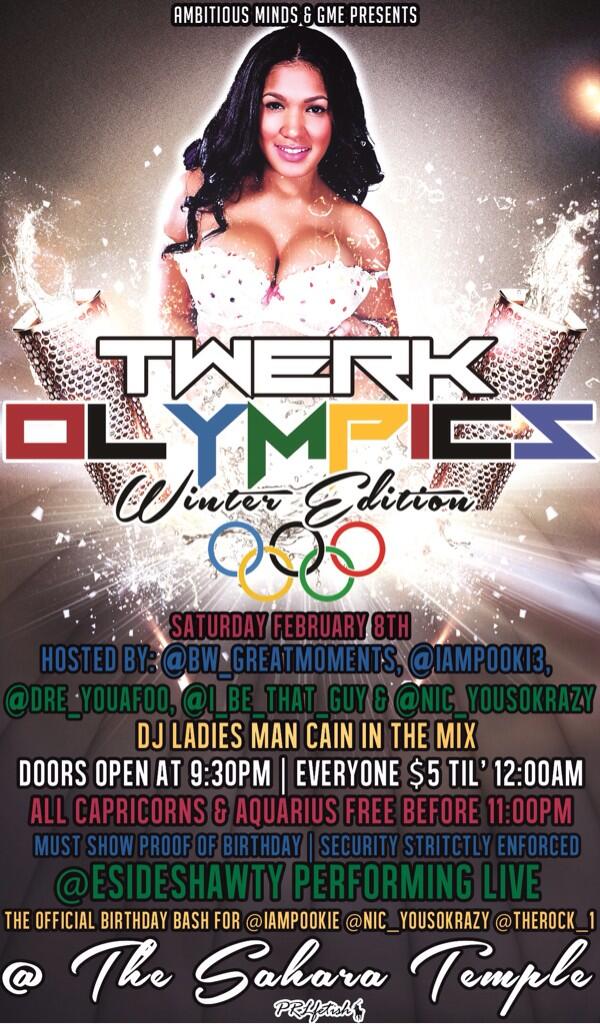 AMBITIOUS MINDS & GME PRESENTS
TWERK
OLYMPICS
Winter Edition
SATURDAY FEBRUARY 8TH
HOSTED BY: @BW_GREATMOMENTS, @IAMPOOKI3,
@DRE_YOUAFOO, @I_BE_THAT_GUY & @NIC_YOUSOKRAZY
DJ LADIES MAN CAIN IN THE MIX
DOORS OPEN AT 9:30PM | EVERYONE $5 TIL' 12:00AM
ALL CAPRICORNS & AQUARIUS FREE BEFORE 11:00PM
MUST SHOW PROOF OF BIRTHDAY | SECURITY STRITCTLY ENFORCED
@ESIDESHAWTY PERFORMING LIVE
THE OFFICIAL BIRTHDAY BASH FOR @IAMPOOKIE @NIC_YOUSOKRAZY @THEROCK_1
@ The Sahara Temple
PRHfetish